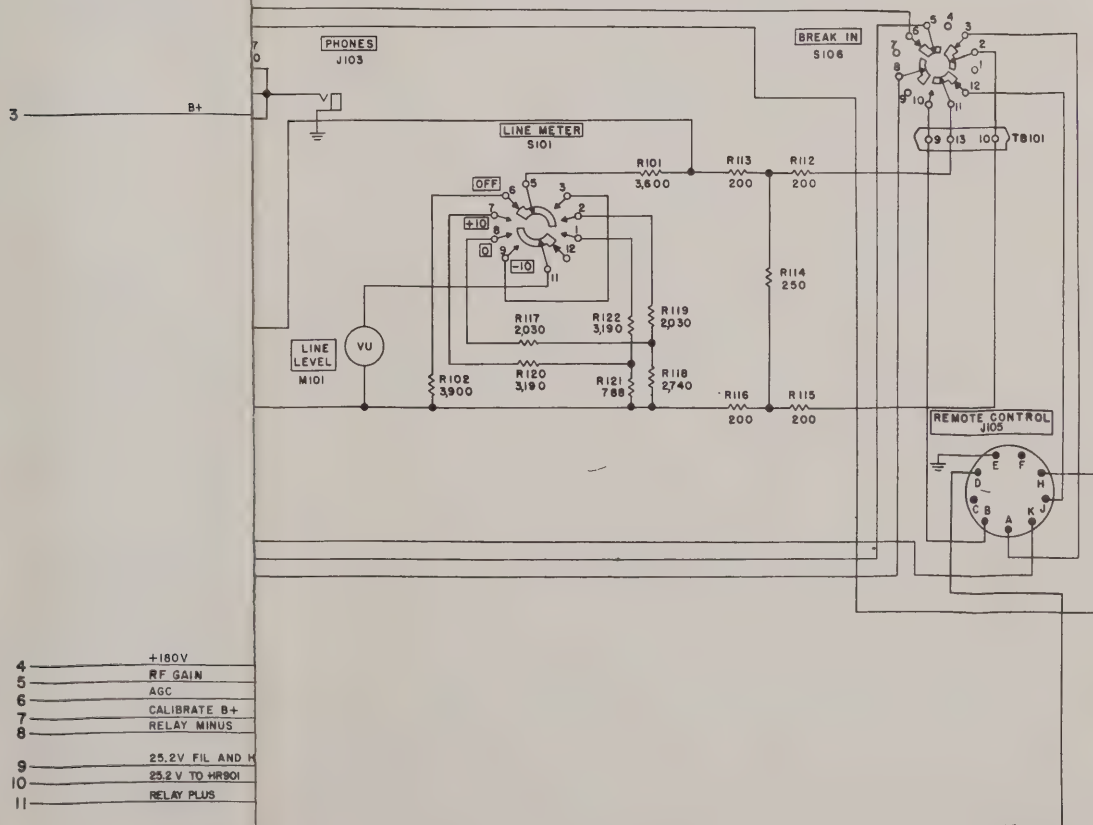 PHONES
J103
7
0
3 B+
BREAK IN
S106
5 4
6 3
7 2
8 1
9 12
10 11
9 13 10 TB101
LINE METER
S101
OFF
+10
0
-10
5
6 3
7 2
8 1
9 12
11
R101
3,600
R113
200
R112
200
R114
250
R117
2,030
R122
3,190
R119
2,030
LINE
LEVEL
M101
VU
R102
3,900
R120
3,190
R121
788
R118
2,740
R116
200
R115
200
REMOTE CONTROL
J105
E F
D H
C J
B A K
4 +180V
5 RF GAIN
6 AGC
7 CALIBRATE B+
8 RELAY MINUS
9 25.2V FIL AND H
10 25.2 V TO HR901
11 RELAY PLUS